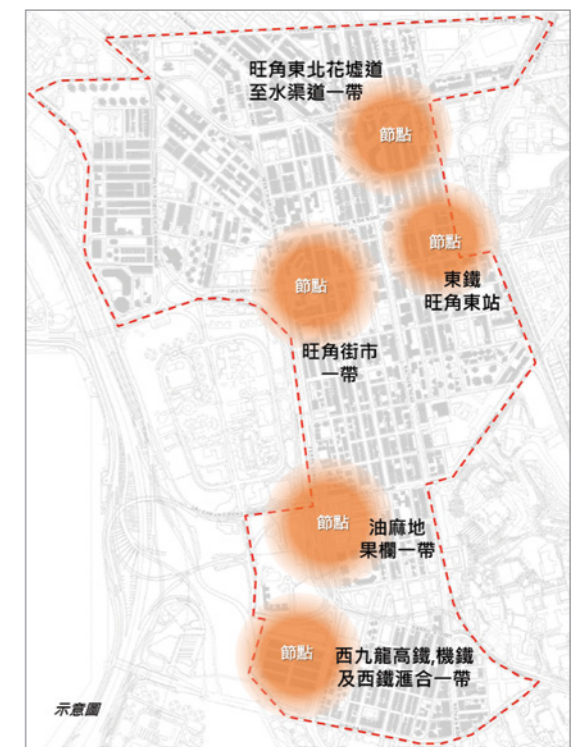 旺角東北花墟道
至水渠道一帶
節點
節點
東鐵
旺角東站
節點
旺角街市
一帶
節點
油麻地
果欄一帶
節點
西九龍高鐵,機鐵
及西鐵滙合一帶
示意圖